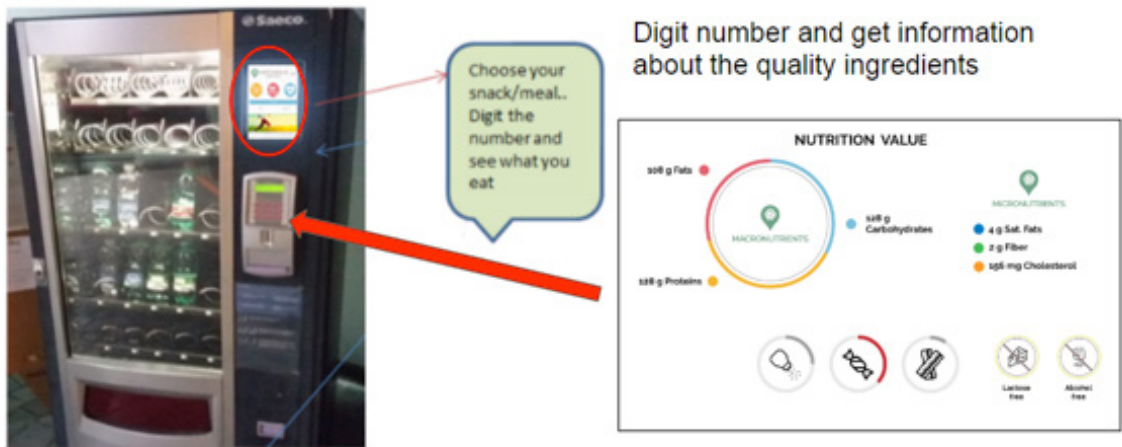 Saeco.
Choose your
snack/meal..
Digit the
number and
see what you
eat
Digit number and get information
about the quality ingredients
NUTRITION VALUE
108 g Fats
MACRONUTRIENTS
128 g
Carbohydrates
128 g Proteins
MICRONUTRIENTS
4 g Sat. Fats
2 g Fiber
156 mg Cholesterol
Lactose
free
Alcohol
free